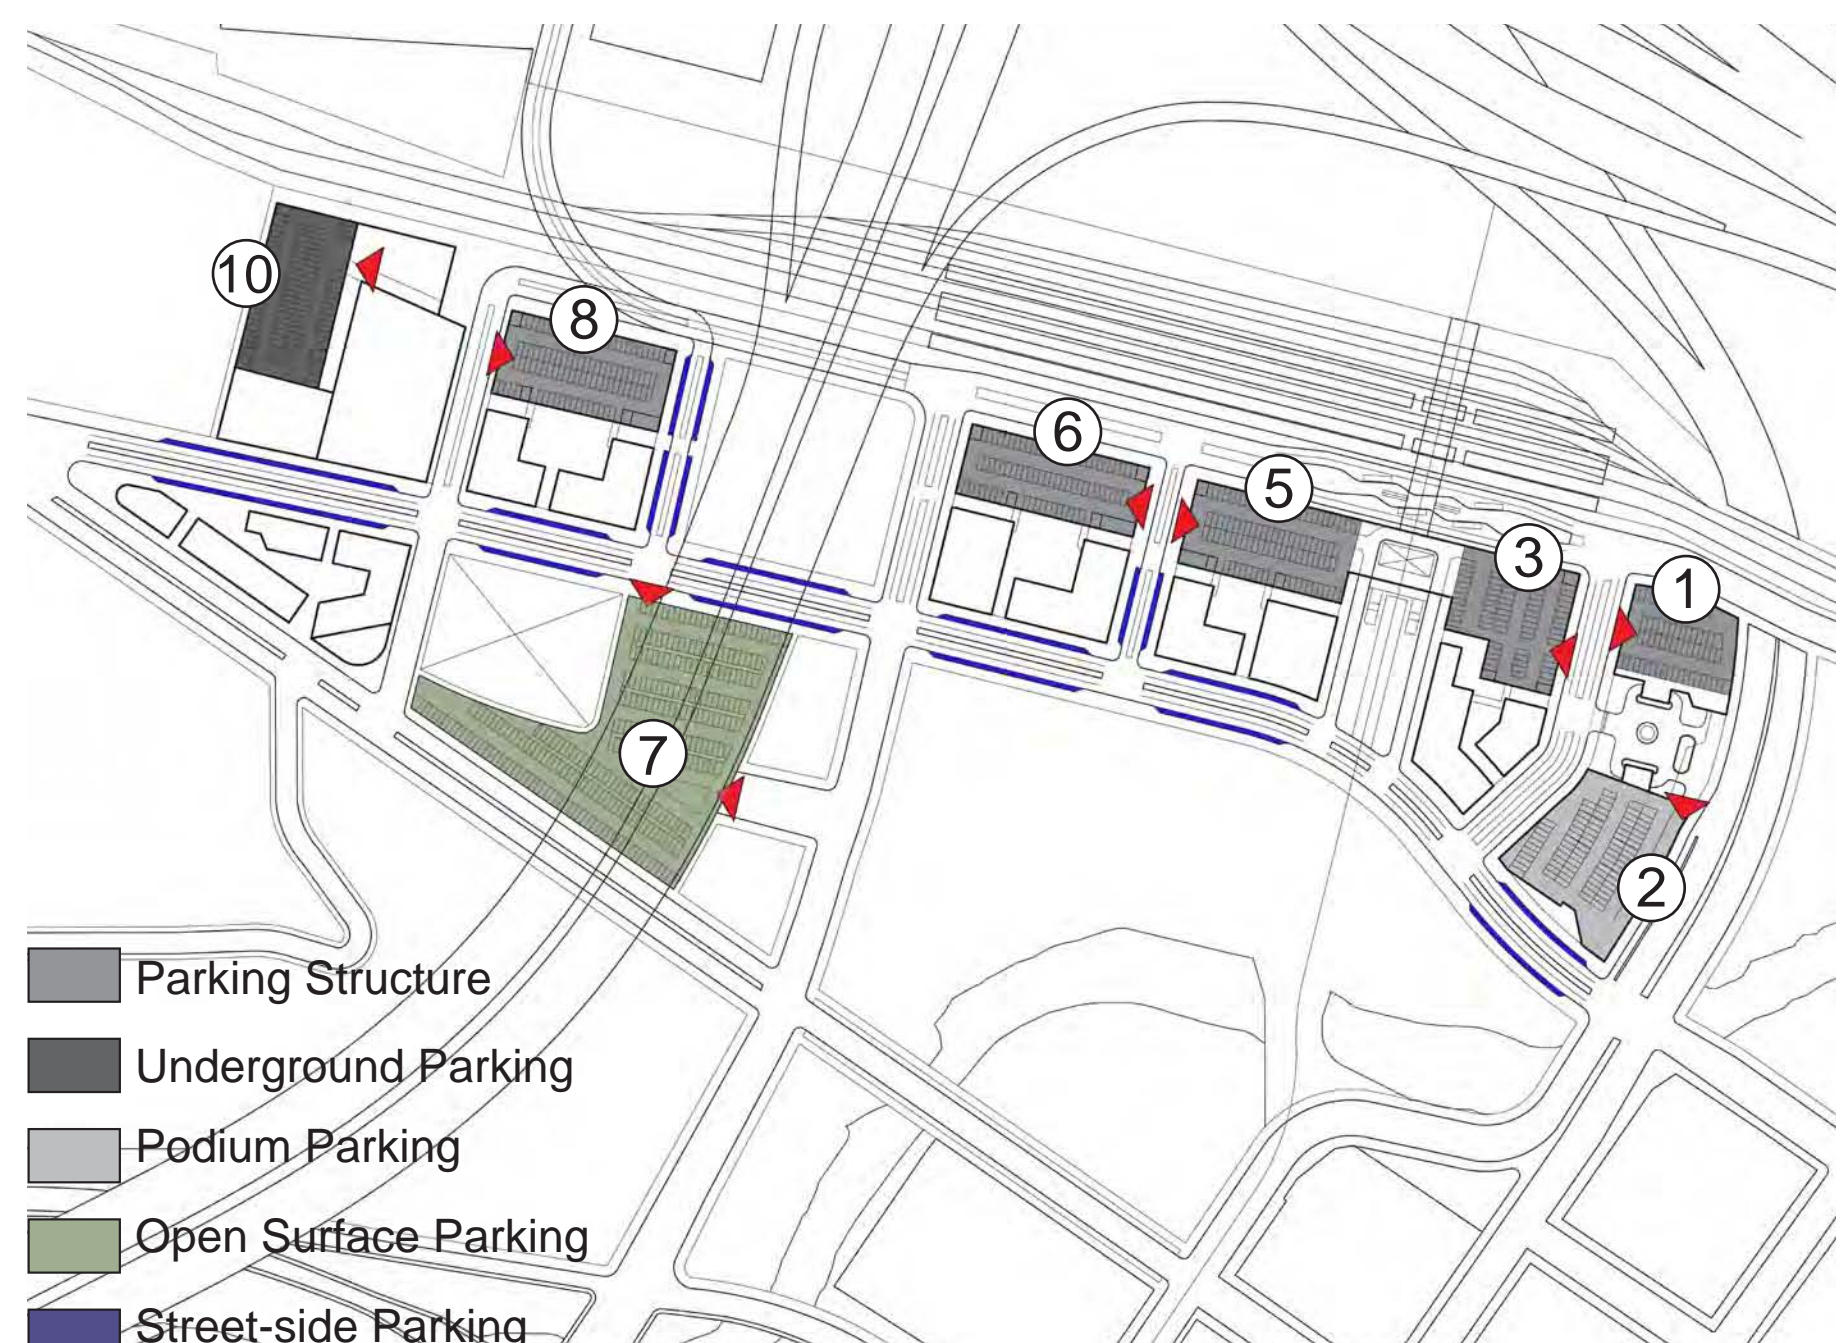 10
8
6
5
3
1
7
2
Parking Structure
Underground Parking
Podium Parking
Open Surface Parking
Street-side Parking